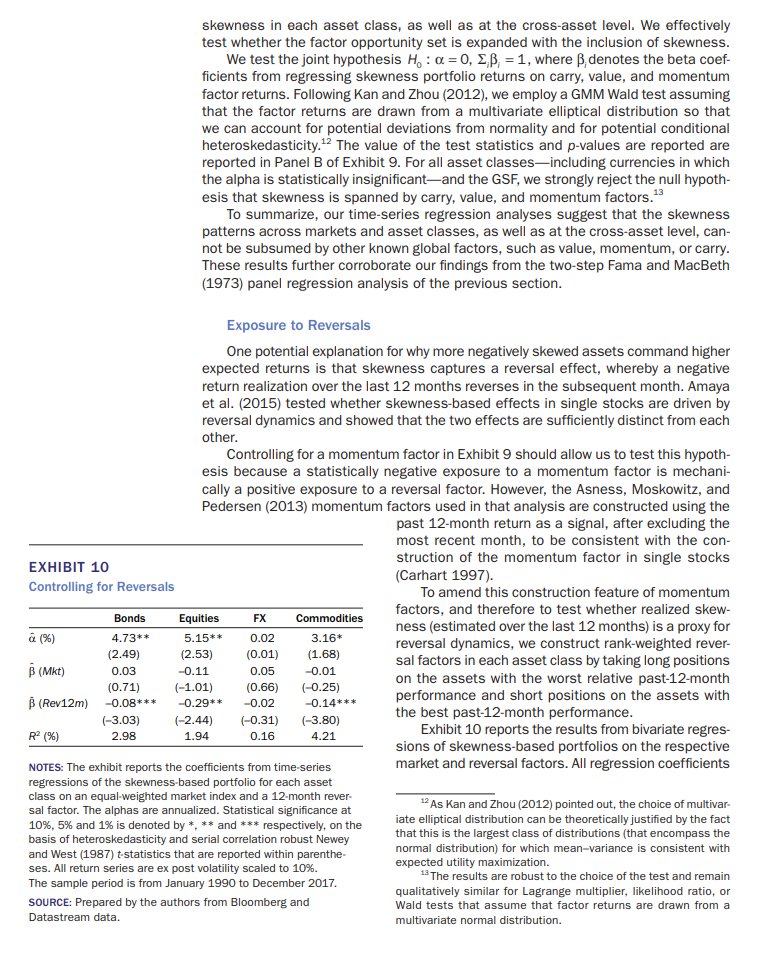 skewness in each asset class, as well as at the cross-asset level. We effectively
test whether the factor opportunity set is expanded with the inclusion of skewness.
We test the joint hypothesis H₀ : α = 0, Σᵢβᵢ = 1, where βᵢ denotes the beta coef-
ficients from regressing skewness portfolio returns on carry, value, and momentum
factor returns. Following Kan and Zhou (2012), we employ a GMM Wald test assuming
that the factor returns are drawn from a multivariate elliptical distribution so that
we can account for potential deviations from normality and for potential conditional
heteroskedasticity.¹² The value of the test statistics and p-values are reported are
reported in Panel B of Exhibit 9. For all asset classes—including currencies in which
the alpha is statistically insignificant—and the GSF, we strongly reject the null hypoth-
esis that skewness is spanned by carry, value, and momentum factors.¹³
To summarize, our time-series regression analyses suggest that the skewness
patterns across markets and asset classes, as well as at the cross-asset level, can-
not be subsumed by other known global factors, such as value, momentum, or carry.
These results further corroborate our findings from the two-step Fama and MacBeth
(1973) panel regression analysis of the previous section.
Exposure to Reversals
One potential explanation for why more negatively skewed assets command higher
expected returns is that skewness captures a reversal effect, whereby a negative
return realization over the last 12 months reverses in the subsequent month. Amaya
et al. (2015) tested whether skewness-based effects in single stocks are driven by
reversal dynamics and showed that the two effects are sufficiently distinct from each
other.
Controlling for a momentum factor in Exhibit 9 should allow us to test this hypoth-
esis because a statistically negative exposure to a momentum factor is mechani-
cally a positive exposure to a reversal factor. However, the Asness, Moskowitz, and
Pedersen (2013) momentum factors used in that analysis are constructed using the
past 12-month return as a signal, after excluding the
most recent month, to be consistent with the con-
struction of the momentum factor in single stocks
(Carhart 1997).
To amend this construction feature of momentum
factors, and therefore to test whether realized skew-
ness (estimated over the last 12 months) is a proxy for
reversal dynamics, we construct rank-weighted rever-
sal factors in each asset class by taking long positions
on the assets with the worst relative past-12-month
performance and short positions on the assets with
the best past-12-month performance.
Exhibit 10 reports the results from bivariate regres-
sions of skewness-based portfolios on the respective
market and reversal factors. All regression coefficients
EXHIBIT 10
Controlling for Reversals
Bonds Equities FX Commodities
α̂ (%) 4.73** 5.15** 0.02 3.16*
(2.49) (2.53) (0.01) (1.68)
β̂ (Mkt) 0.03 –0.11 0.05 –0.01
(0.71) (–1.01) (0.66) (–0.25)
β̂ (Rev12m) –0.08*** –0.29** –0.02 –0.14***
(–3.03) (–2.44) (–0.31) (–3.80)
R² (%) 2.98 1.94 0.16 4.21
NOTES: The exhibit reports the coefficients from time-series
regressions of the skewness-based portfolio for each asset
class on an equal-weighted market index and a 12-month rever-
sal factor. The alphas are annualized. Statistical significance at
10%, 5% and 1% is denoted by *, ** and *** respectively, on the
basis of heteroskedasticity and serial correlation robust Newey
and West (1987) t-statistics that are reported within parenthe-
ses. All return series are ex post volatility scaled to 10%.
The sample period is from January 1990 to December 2017.
SOURCE: Prepared by the authors from Bloomberg and
Datastream data.
¹² As Kan and Zhou (2012) pointed out, the choice of multivar-
iate elliptical distribution can be theoretically justified by the fact
that this is the largest class of distributions (that encompass the
normal distribution) for which mean–variance is consistent with
expected utility maximization.
¹³ The results are robust to the choice of the test and remain
qualitatively similar for Lagrange multiplier, likelihood ratio, or
Wald tests that assume that factor returns are drawn from a
multivariate normal distribution.